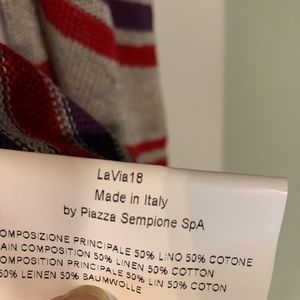 LaVia18
Made in Italy
by Piazza Sempione SpA
COMPOSIZIONE PRINCIPALE 50% LINO 50% COTONE
MAIN COMPOSITION 50% LINEN 50% COTTON
COMPOSITION PRINCIPAL 50% LIN 50% COTON
50% LEINEN 50% BAUMWOLLE